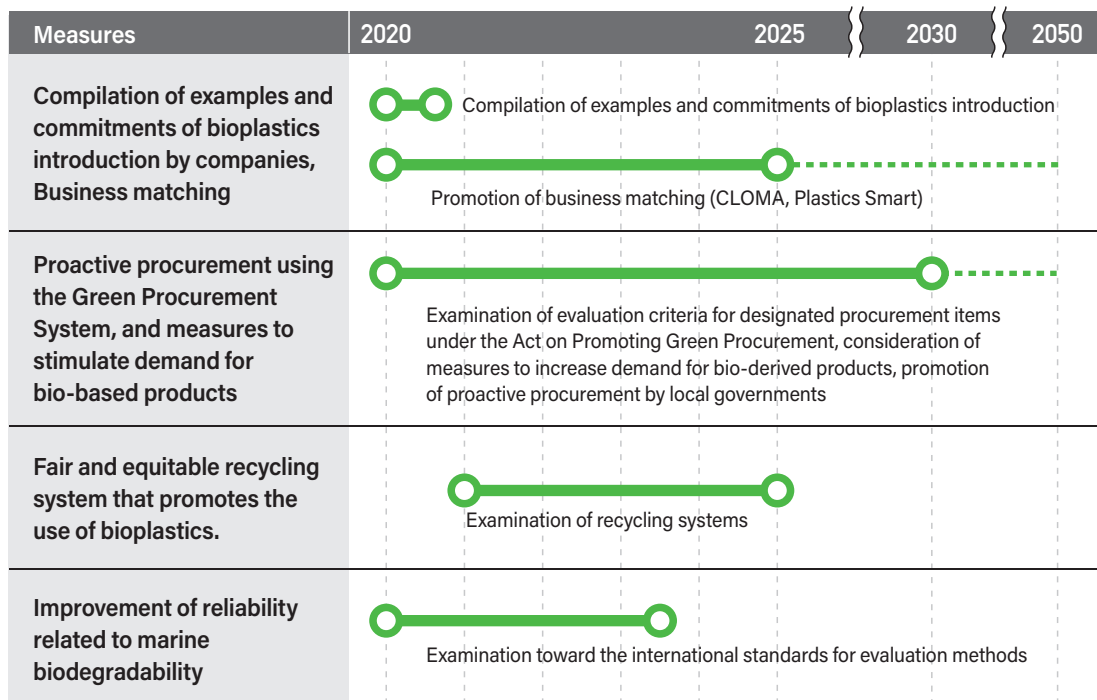 Measures 2020 2025 2030 2050
Compilation of examples and
commitments of bioplastics
introduction by companies,
Business matching
Compilation of examples and commitments of bioplastics introduction
Promotion of business matching (CLOMA, Plastics Smart)
Proactive procurement using
the Green Procurement
System, and measures to
stimulate demand for
bio-based products
Examination of evaluation criteria for designated procurement items
under the Act on Promoting Green Procurement, consideration of
measures to increase demand for bio-derived products, promotion
of proactive procurement by local governments
Fair and equitable recycling
system that promotes the
use of bioplastics.
Examination of recycling systems
Improvement of reliability
related to marine
biodegradability
Examination toward the international standards for evaluation methods